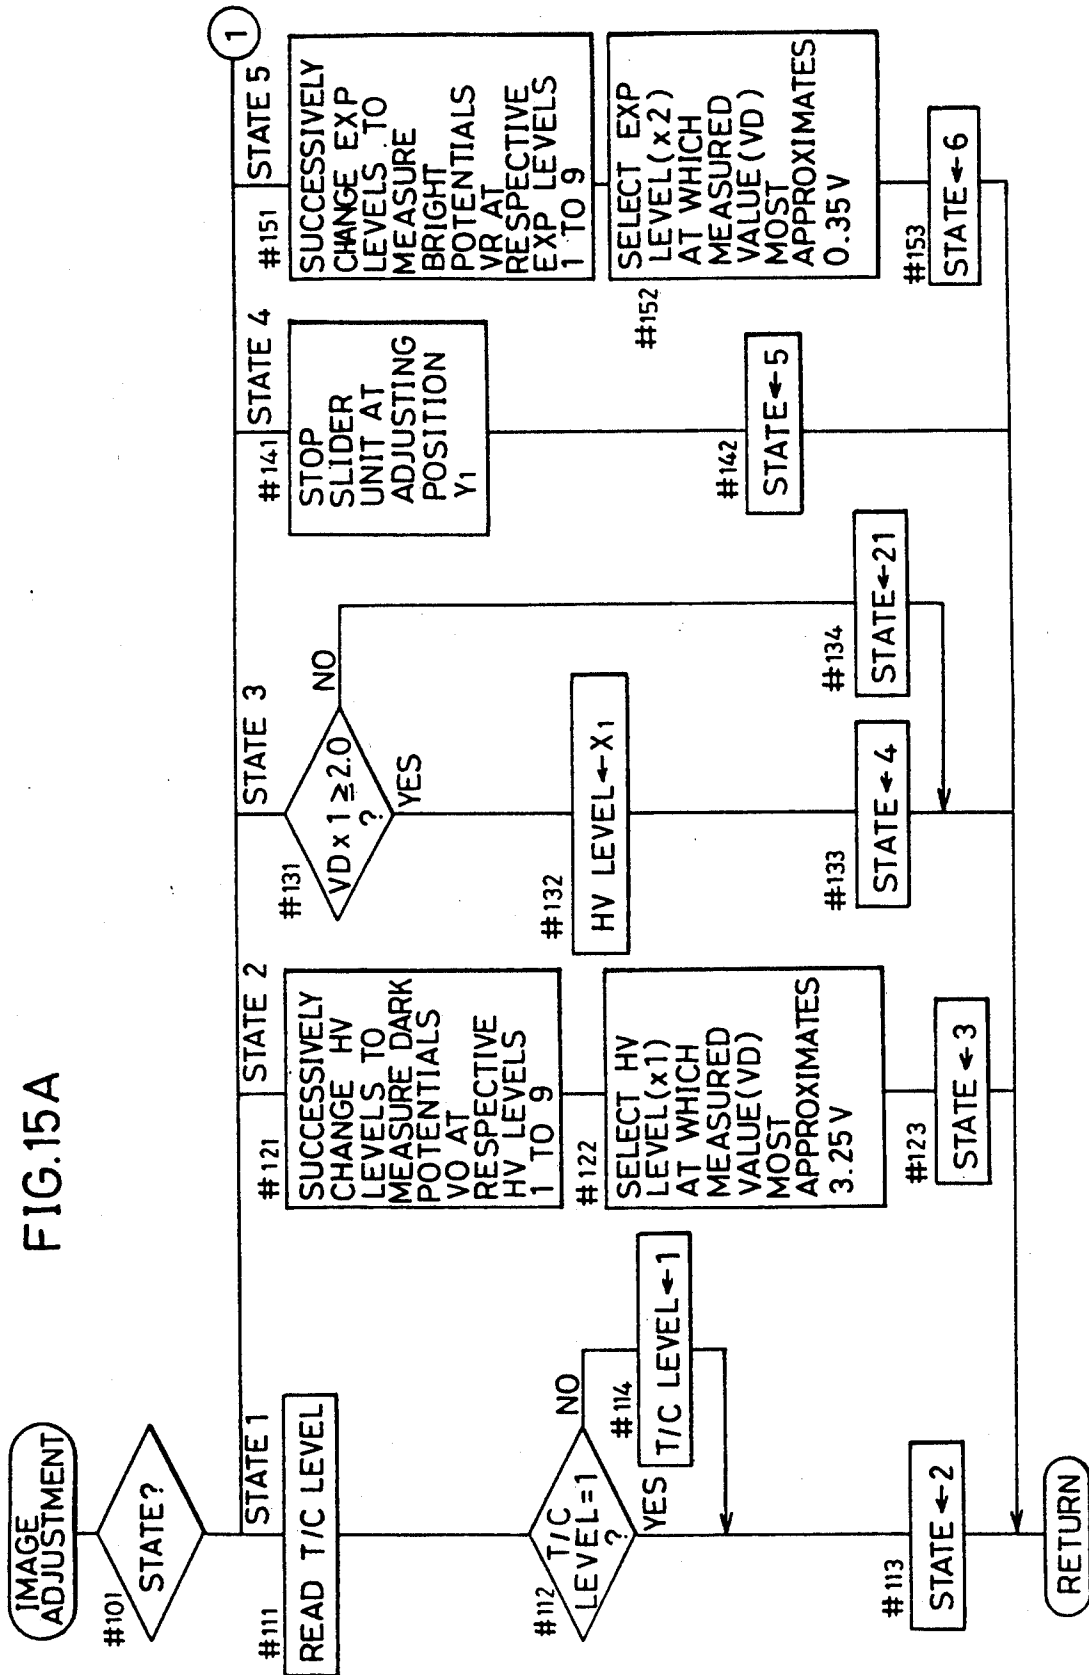 FIG.15A
IMAGE
ADJUSTMENT
#101
STATE?
STATE 1
#111
READ T/C LEVEL
#112
T/C
LEVEL=1
?
NO
YES
#114
T/C LEVEL←1
#113
STATE←2
RETURN
STATE 2
#121
SUCCESSIVELY
CHANGE HV
LEVELS TO
MEASURE DARK
POTENTIALS
VO AT
RESPECTIVE
HV LEVELS
1 TO 9
#122
SELECT HV
LEVEL(x1)
AT WHICH
MEASURED
VALUE(VD)
MOST
APPROXIMATES
3.25V
#123
STATE←3
STATE 3
#131
VD x 1≧2.0
?
NO
YES
#132
HV LEVEL←X1
#133
STATE←4
#134
STATE←21
STATE 4
#141
STOP
SLIDER
UNIT AT
ADJUSTING
POSITION
Y1
#142
STATE←5
STATE 5
#151
SUCCESSIVELY
CHANGE EXP
LEVELS TO
MEASURE
BRIGHT
POTENTIALS
VR AT
RESPECTIVE
EXP LEVELS
1 TO 9
#152
SELECT EXP
LEVEL(x2)
AT WHICH
MEASURED
VALUE(VD)
MOST
APPROXIMATES
0.35V
#153
STATE←6
1